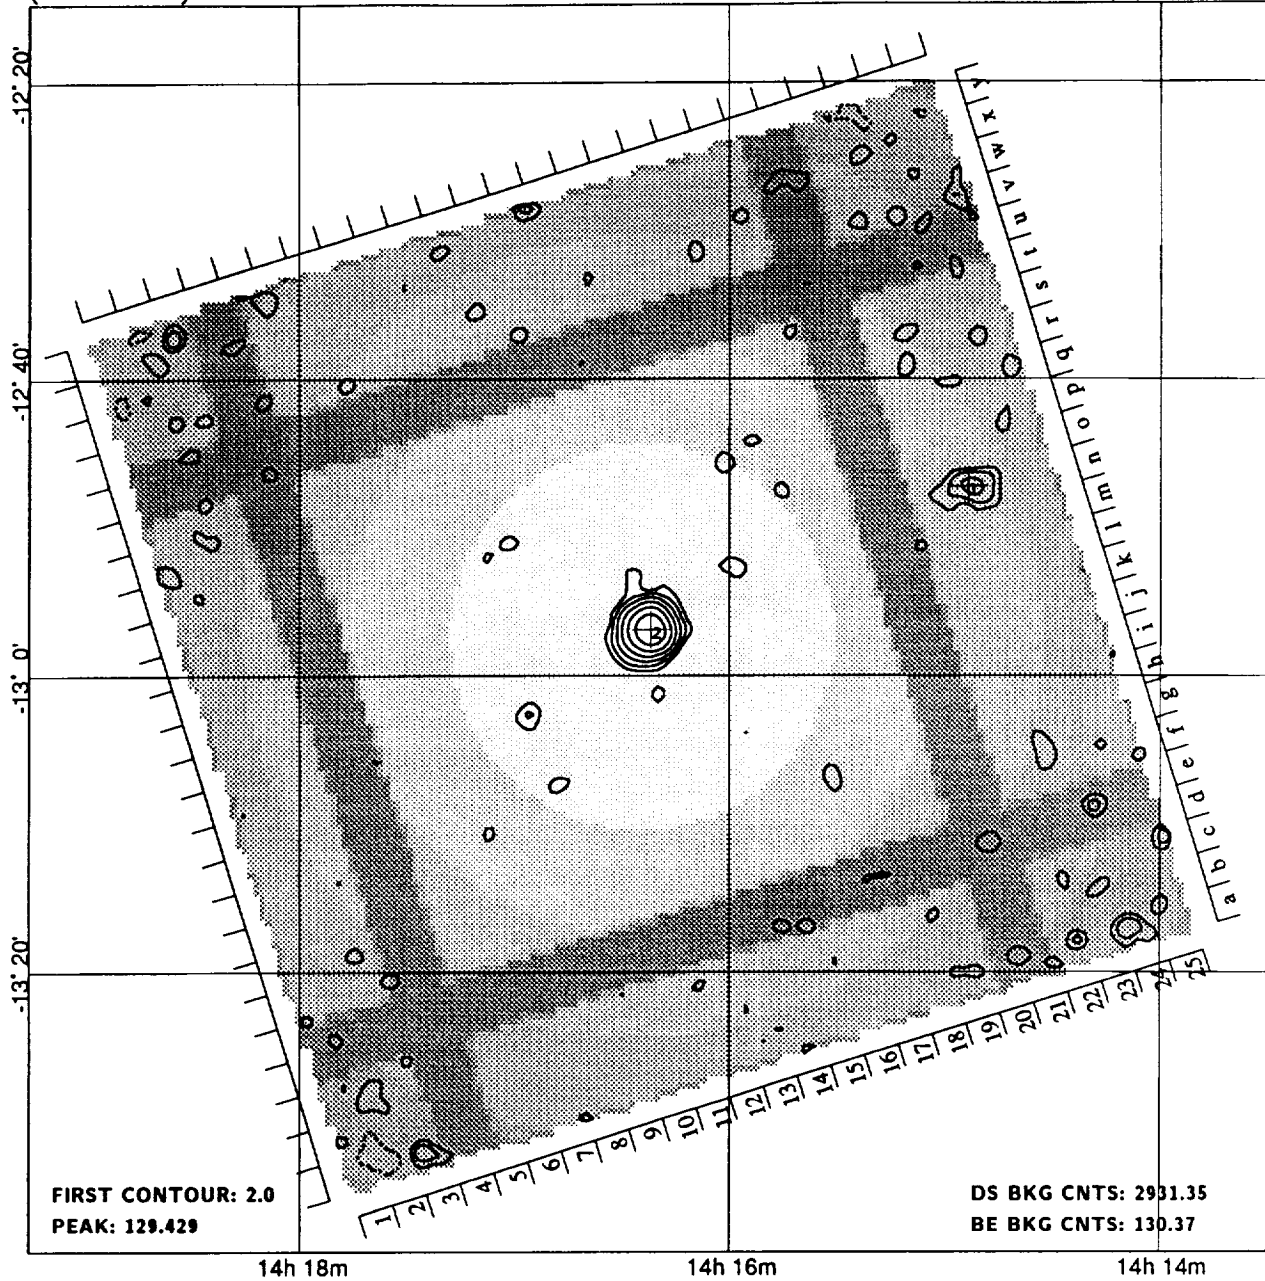 -12° 20'
-12° 40'
-13° 0'
-13° 20'
a|b|c|d|e|f|g|h|i|j|k|l|m|n|o|p|q|r|s|t|u|v|w|x|y
2
1|2|3|4|5|6|7|8|9|10|11|12|13|14|15|16|17|18|19|20|21|22|23|24|25
FIRST CONTOUR: 2.0
PEAK: 129.429
DS BKG CNTS: 2931.35
BE BKG CNTS: 130.37
14h 18m
14h 16m
14h 14m